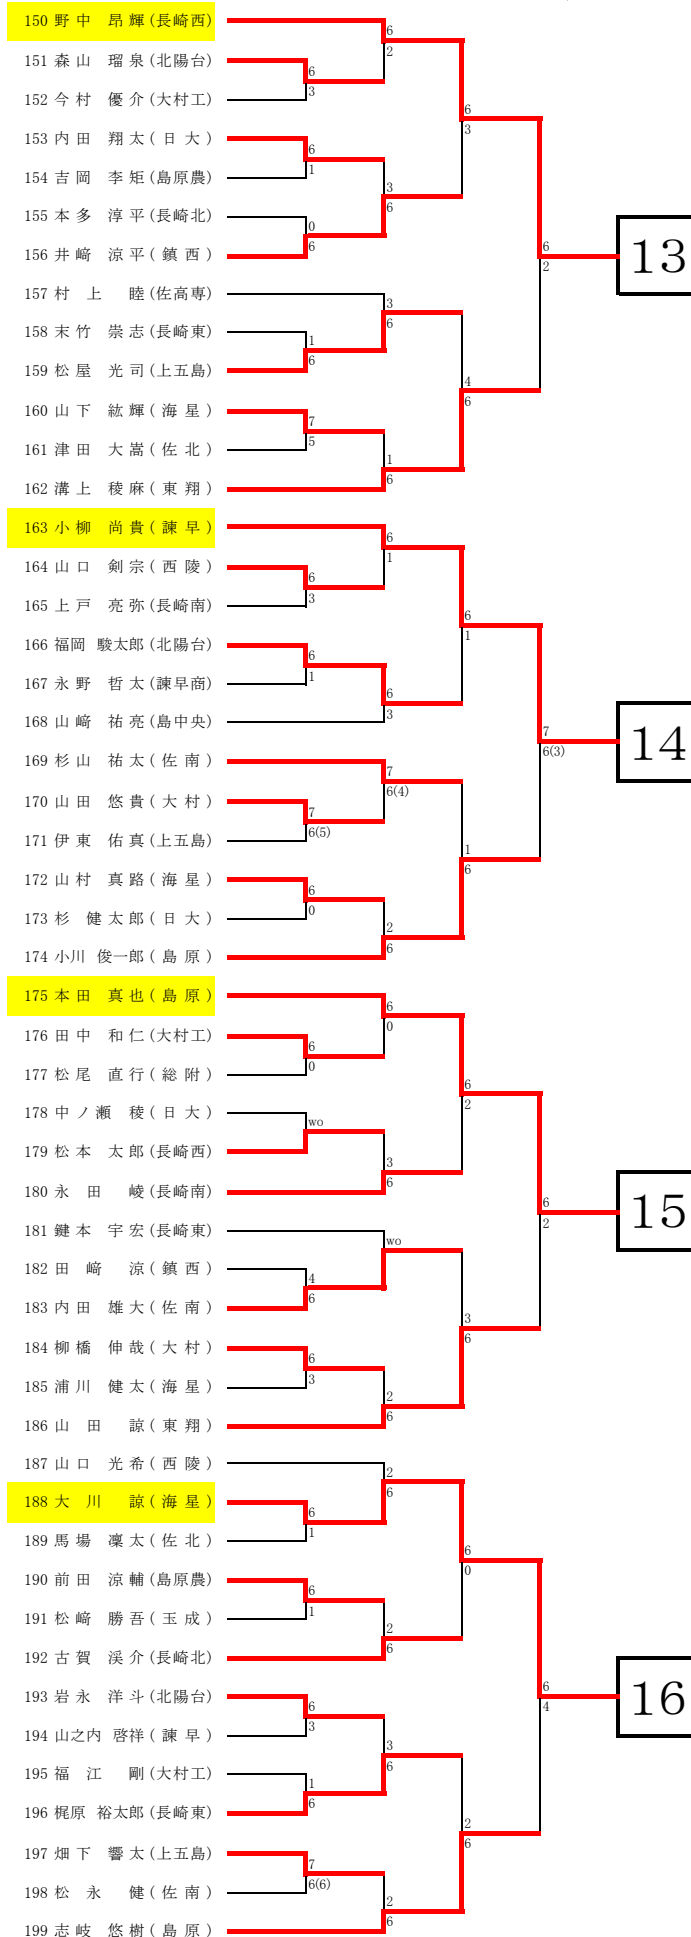 150 野中 昂輝(長崎西)
6
2
151 森山 瑠泉(北陽台)
6
3
152 今村 優介(大村工)
6
3
153 内田 翔太(日大)
6
1
154 吉岡 李矩(島原農)
3
6
155 本多 淳平(長崎北)
0
6
156 井﨑 涼平(鎮西)
6
2
13
157 村上 睦(佐高専)
3
6
158 末竹 崇志(長崎東)
1
6
159 松屋 光司(上五島)
4
6
160 山下 紘輝(海星)
7
5
161 津田 大嵩(佐北)
1
6
162 溝上 稜麻(東翔)
163 小柳 尚貴(諫早)
6
1
164 山口 剣宗(西陵)
6
3
165 上戸 亮弥(長崎南)
6
1
166 福岡 駿太郎(北陽台)
6
1
167 永野 哲太(諫早商)
6
3
168 山﨑 祐亮(島中央)
7
6(3)
14
169 杉山 祐太(佐南)
7
6(4)
170 山田 悠貴(大村)
7
6(5)
171 伊東 佑真(上五島)
1
6
172 山村 真路(海星)
6
0
173 杉 健太郎(日大)
2
6
174 小川 俊一郎(島原)
175 本田 真也(島原)
6
0
176 田中 和仁(大村工)
6
0
177 松尾 直行(総附)
6
2
178 中ノ瀬 稜(日大)
wo
179 松本 太郎(長崎西)
3
6
180 永田 崚(長崎南)
6
2
15
181 鍵本 宇宏(長崎東)
wo
182 田﨑 涼(鎮西)
4
6
183 内田 雄大(佐南)
3
6
184 柳橋 伸哉(大村)
6
3
185 浦川 健太(海星)
2
6
186 山田 諒(東翔)
187 山口 光希(西陵)
2
6
188 大川 諒(海星)
6
1
189 馬場 凜太(佐北)
6
0
190 前田 涼輔(島原農)
6
1
191 松﨑 勝吾(玉成)
2
6
192 古賀 渓介(長崎北)
6
4
16
193 岩永 洋斗(北陽台)
6
3
194 山之内 啓祥(諫早)
3
6
195 福江 剛(大村工)
1
6
196 梶原 裕太郎(長崎東)
2
6
197 畑下 響太(上五島)
7
6(6)
198 松永 健(佐南)
2
6
199 志岐 悠樹(島原)